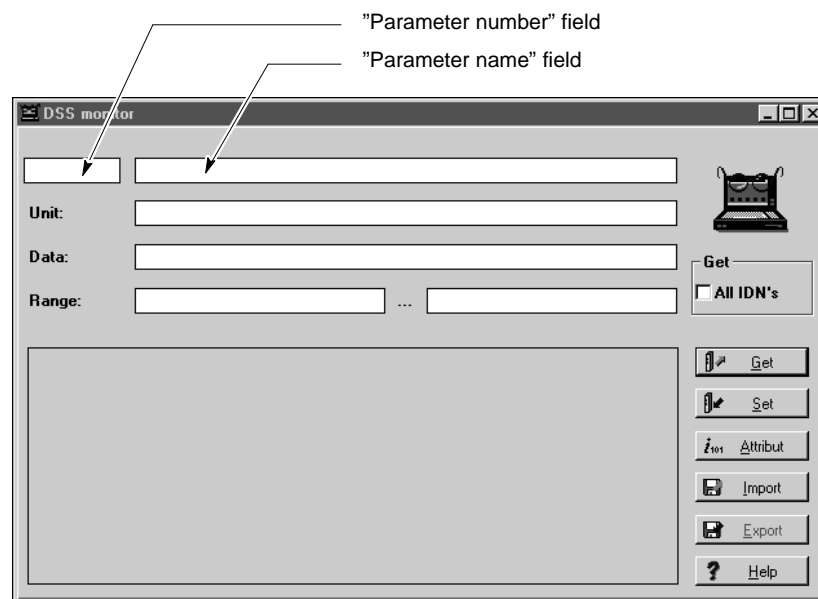 ”Parameter number” field
”Parameter name” field
DSS monitor
Unit:
Data:
Get
All IDN's
Range:
...
Get
Set
i101 Attribut
Import
Export
? Help